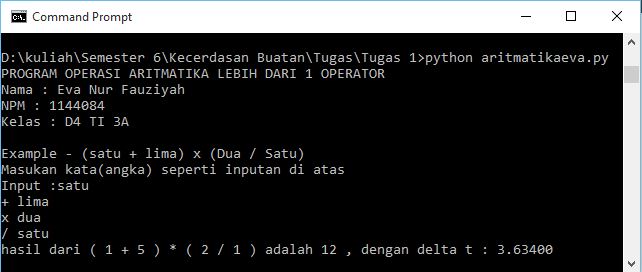 Command Prompt
D:\kuliah\Semester 6\Kecerdasan Buatan\Tugas\Tugas 1>python aritmatikaeva.py
PROGRAM OPERASI ARITMATIKA LEBIH DARI 1 OPERATOR
Nama : Eva Nur Fauziyah
NPM : 1144084
Kelas : D4 TI 3A
Example - (satu + lima) x (Dua / Satu)
Masukan kata(angka) seperti inputan di atas
Input :satu
+ lima
x dua
/ satu
hasil dari ( 1 + 5 ) * ( 2 / 1 ) adalah 12 , dengan delta t : 3.63400